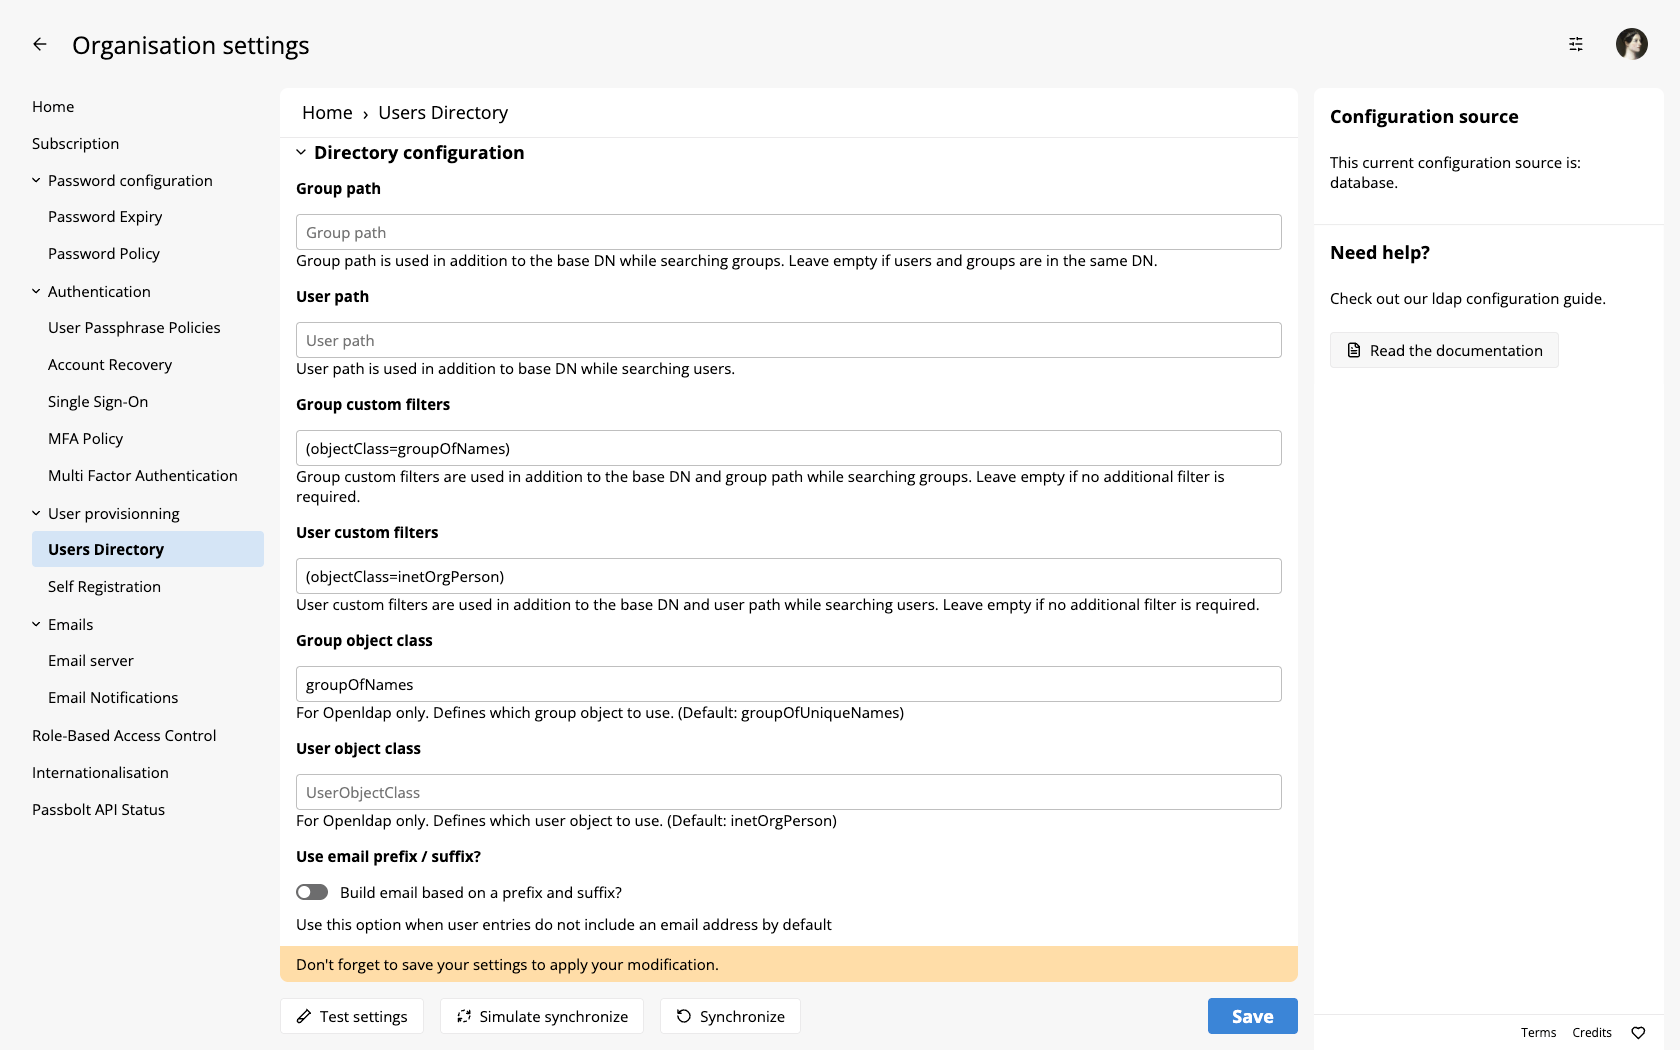 Organisation settings
Home
Subscription
Password configuration
Password Expiry
Password Policy
Authentication
User Passphrase Policies
Account Recovery
Single Sign-On
MFA Policy
Multi Factor Authentication
User provisionning
Users Directory
Self Registration
Emails
Email server
Email Notifications
Role-Based Access Control
Internationalisation
Passbolt API Status
Home › Users Directory
Directory configuration
Group path
Group path
Group path is used in addition to the base DN while searching groups. Leave empty if users and groups are in the same DN.
User path
User path
User path is used in addition to base DN while searching users.
Group custom filters
(objectClass=groupOfNames)
Group custom filters are used in addition to the base DN and group path while searching groups. Leave empty if no additional filter is
required.
User custom filters
(objectClass=inetOrgPerson)
User custom filters are used in addition to the base DN and user path while searching users. Leave empty if no additional filter is required.
Group object class
groupOfNames
For Openldap only. Defines which group object to use. (Default: groupOfUniqueNames)
User object class
UserObjectClass
For Openldap only. Defines which user object to use. (Default: inetOrgPerson)
Use email prefix / suffix?
Build email based on a prefix and suffix?
Use this option when user entries do not include an email address by default
Don't forget to save your settings to apply your modification.
Test settings
Simulate synchronize
Synchronize
Save
Configuration source
This current configuration source is:
database.
Need help?
Check out our ldap configuration guide.
Read the documentation
Terms
Credits